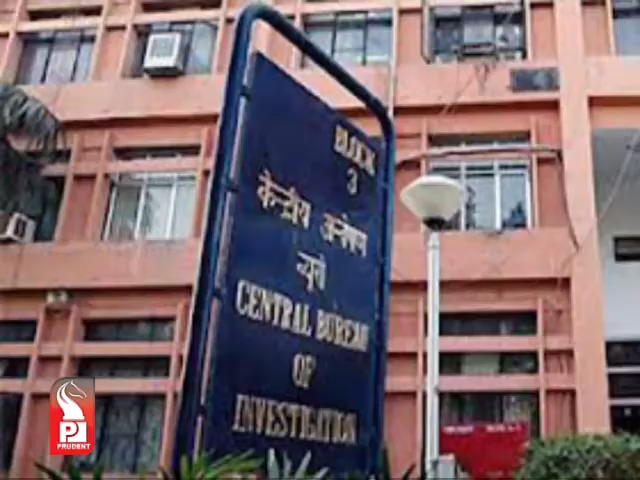 BLOCK
3
केन्द्रीय अन्वेषण
ब्यूरो
CENTRAL BUREAU
OF
INVESTIGATION
PRUDENT